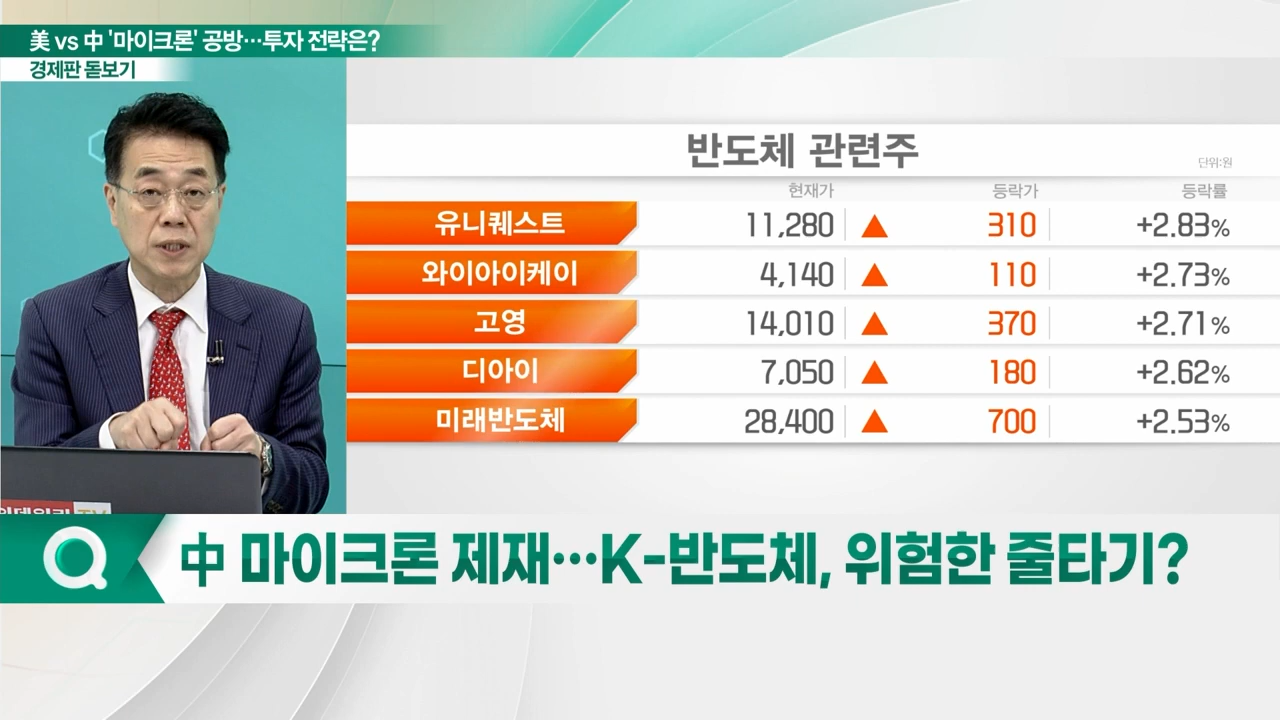 美 vs 中 '마이크론' 공방…투자 전략은?
경제판 돋보기
반도체 관련주
단위:원
현재가 등락가 등락률
유니퀘스트 11,280 ▲ 310 +2.83%
와이아이케이 4,140 ▲ 110 +2.73%
고영 14,010 ▲ 370 +2.71%
디아이 7,050 ▲ 180 +2.62%
미래반도체 28,400 ▲ 700 +2.53%
中 마이크론 제재…K-반도체, 위험한 줄타기?